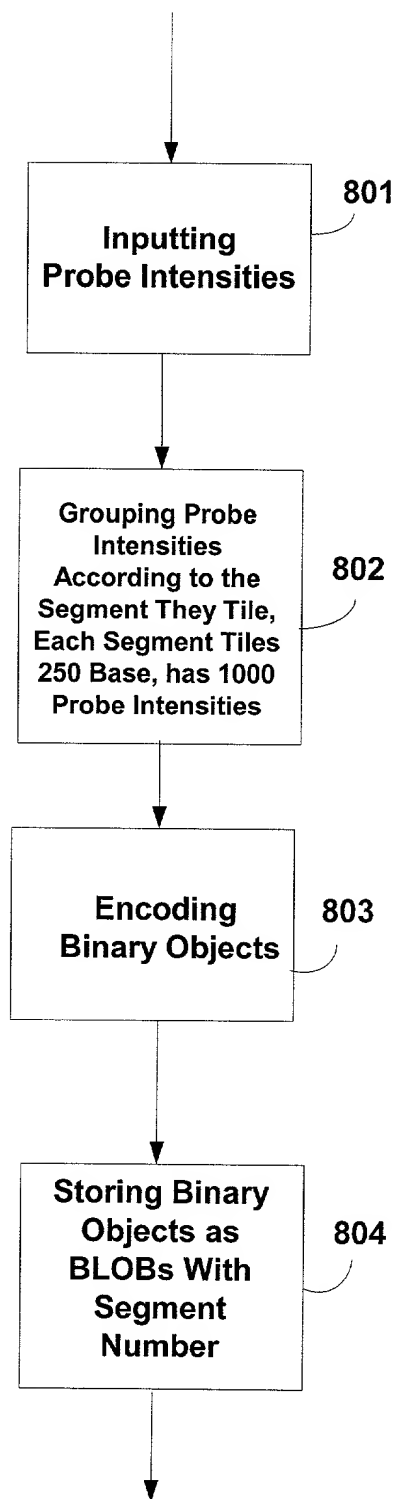 801
Inputting
Probe Intensities
Grouping Probe
Intensities
According to the
Segment They Tile,
Each Segment Tiles
250 Base, has 1000
Probe Intensities
802
Encoding
Binary Objects
803
Storing Binary
Objects as
BLOBs With
Segment
Number
804